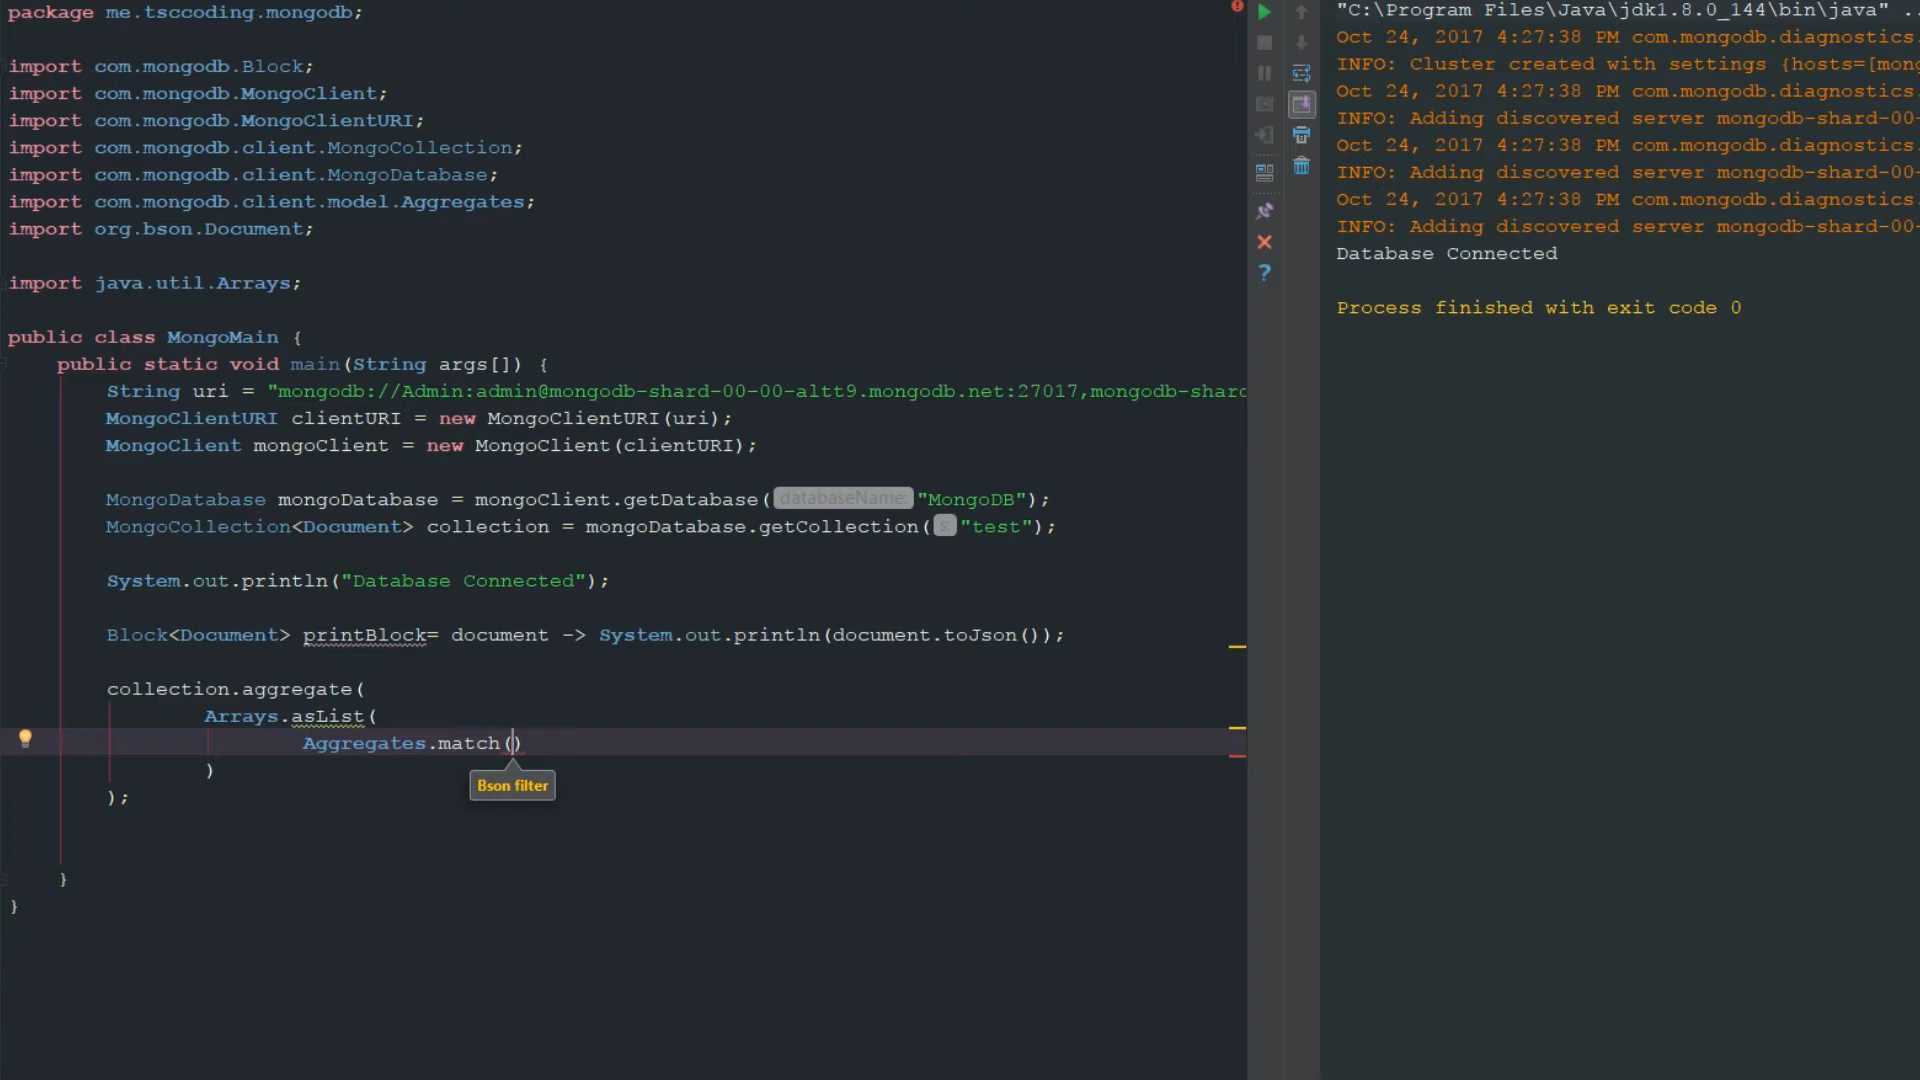 package me.tsccoding.mongodb;
import com.mongodb.Block;
import com.mongodb.MongoClient;
import com.mongodb.MongoClientURI;
import com.mongodb.client.MongoCollection;
import com.mongodb.client.MongoDatabase;
import com.mongodb.client.model.Aggregates;
import org.bson.Document;
import java.util.Arrays;
public class MongoMain {
public static void main(String args[]) {
String uri = "mongodb://Admin:admin@mongodb-shard-00-00-altt9.mongodb.net:27017,mongodb-shard
MongoClientURI clientURI = new MongoClientURI(uri);
MongoClient mongoClient = new MongoClient(clientURI);
MongoDatabase mongoDatabase = mongoClient.getDatabase( databaseName: "MongoDB");
MongoCollection<Document> collection = mongoDatabase.getCollection( s: "test");
System.out.println("Database Connected");
Block<Document> printBlock= document -> System.out.println(document.toJson());
collection.aggregate(
Arrays.asList(
Aggregates.match()
)
Bson filter
);
}
}
"C:\Program Files\Java\jdk1.8.0_144\bin\java" ..
Oct 24, 2017 4:27:38 PM com.mongodb.diagnostics.
INFO: Cluster created with settings {hosts=[mong
Oct 24, 2017 4:27:38 PM com.mongodb.diagnostics.
INFO: Adding discovered server mongodb-shard-00-
Oct 24, 2017 4:27:38 PM com.mongodb.diagnostics.
INFO: Adding discovered server mongodb-shard-00-
Oct 24, 2017 4:27:38 PM com.mongodb.diagnostics.
INFO: Adding discovered server mongodb-shard-00-
Database Connected
Process finished with exit code 0